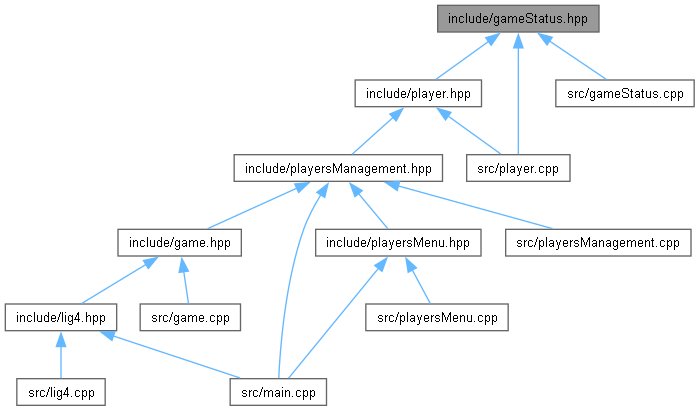 include/gameStatus.hpp
include/player.hpp
src/gameStatus.cpp
include/playersManagement.hpp
src/player.cpp
include/game.hpp
include/playersMenu.hpp
src/playersManagement.cpp
include/lig4.hpp
src/game.cpp
src/playersMenu.cpp
src/lig4.cpp
src/main.cpp